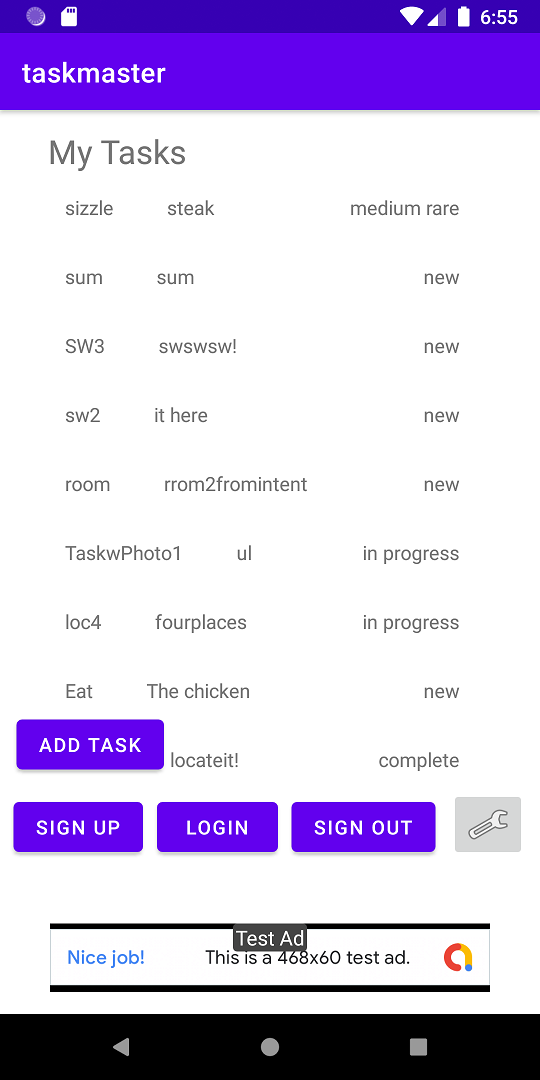 6:55
taskmaster
My Tasks
sizzle steak medium rare
sum sum new
SW3 swswsw! new
sw2 it here new
room rrom2fromintent new
TaskwPhoto1 ul in progress
loc4 fourplaces in progress
Eat The chicken new
ADD TASK
locateit! complete
SIGN UP LOGIN SIGN OUT
Test Ad
Nice job! This is a 468x60 test ad.